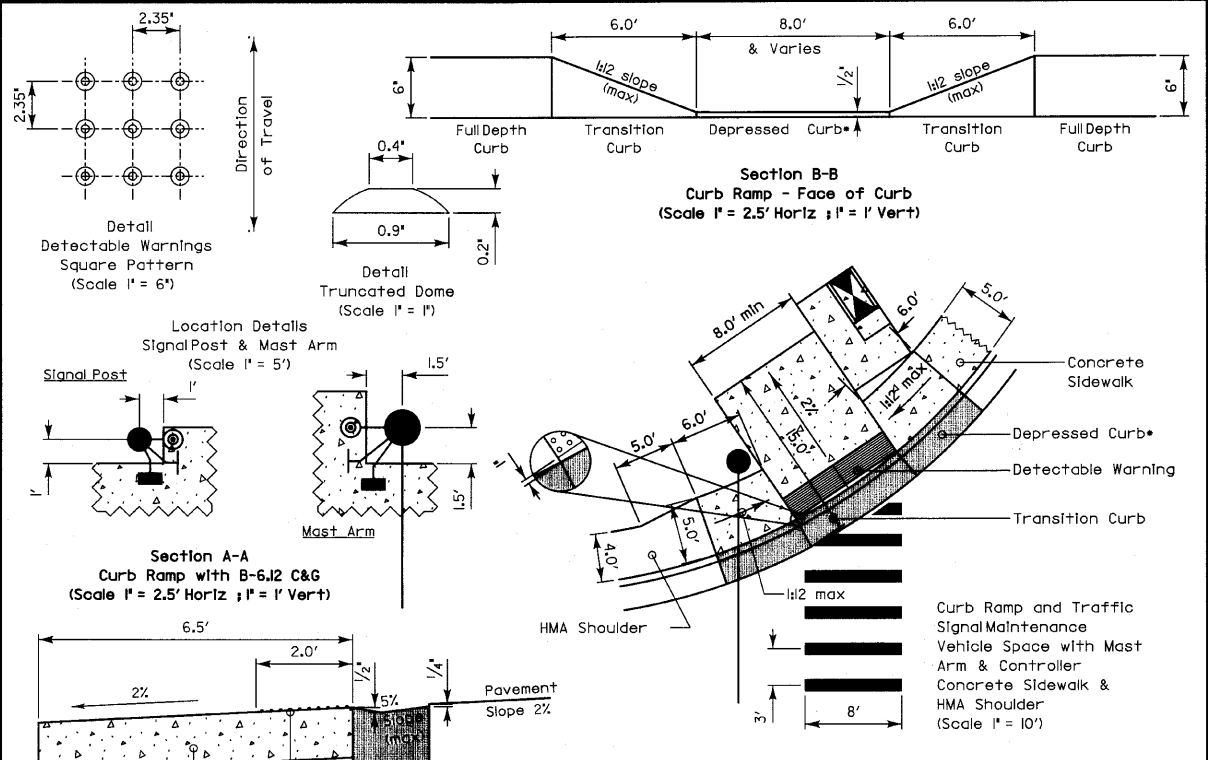 2.35"
2.35"
Direction
of Travel
Detail
Detectable Warnings
Square Pattern
(Scale 1" = 6")
0.4"
0.9"
0.2"
Detail
Truncated Dome
(Scale 1" = 1")
6.0'
8.0'
& Varies
6.0'
6"
1:12 slope
(max)
1/2"
1:12 slope
(max)
6"
Full Depth
Curb
Transition
Curb
Depressed Curb*
Transition
Curb
Full Depth
Curb
Section B-B
Curb Ramp - Face of Curb
(Scale 1" = 2.5' Horiz ; 1" = 1' Vert)
Location Details
Signal Post & Mast Arm
(Scale 1" = 5')
Signal Post
1'
1'
1.5'
1.5'
Mast Arm
8.0' min
6.0'
5.0'
1:12 max
2%
15.0'
6.0'
5.0'
5.0'
4.0'
1"
1:12 max
Concrete
Sidewalk
Depressed Curb*
Detectable Warning
Transition Curb
HMA Shoulder
3'
8'
Curb Ramp and Traffic
Signal Maintenance
Vehicle Space with Mast
Arm & Controller
Concrete Sidewalk &
HMA Shoulder
(Scale 1" = 10')
Section A-A
Curb Ramp with B-6.12 C&G
(Scale 1" = 2.5' Horiz ; 1" = 1' Vert)
6.5'
2.0'
2%
1/2"
5%
Slope
(max)
1/4"
Pavement
Slope 2%